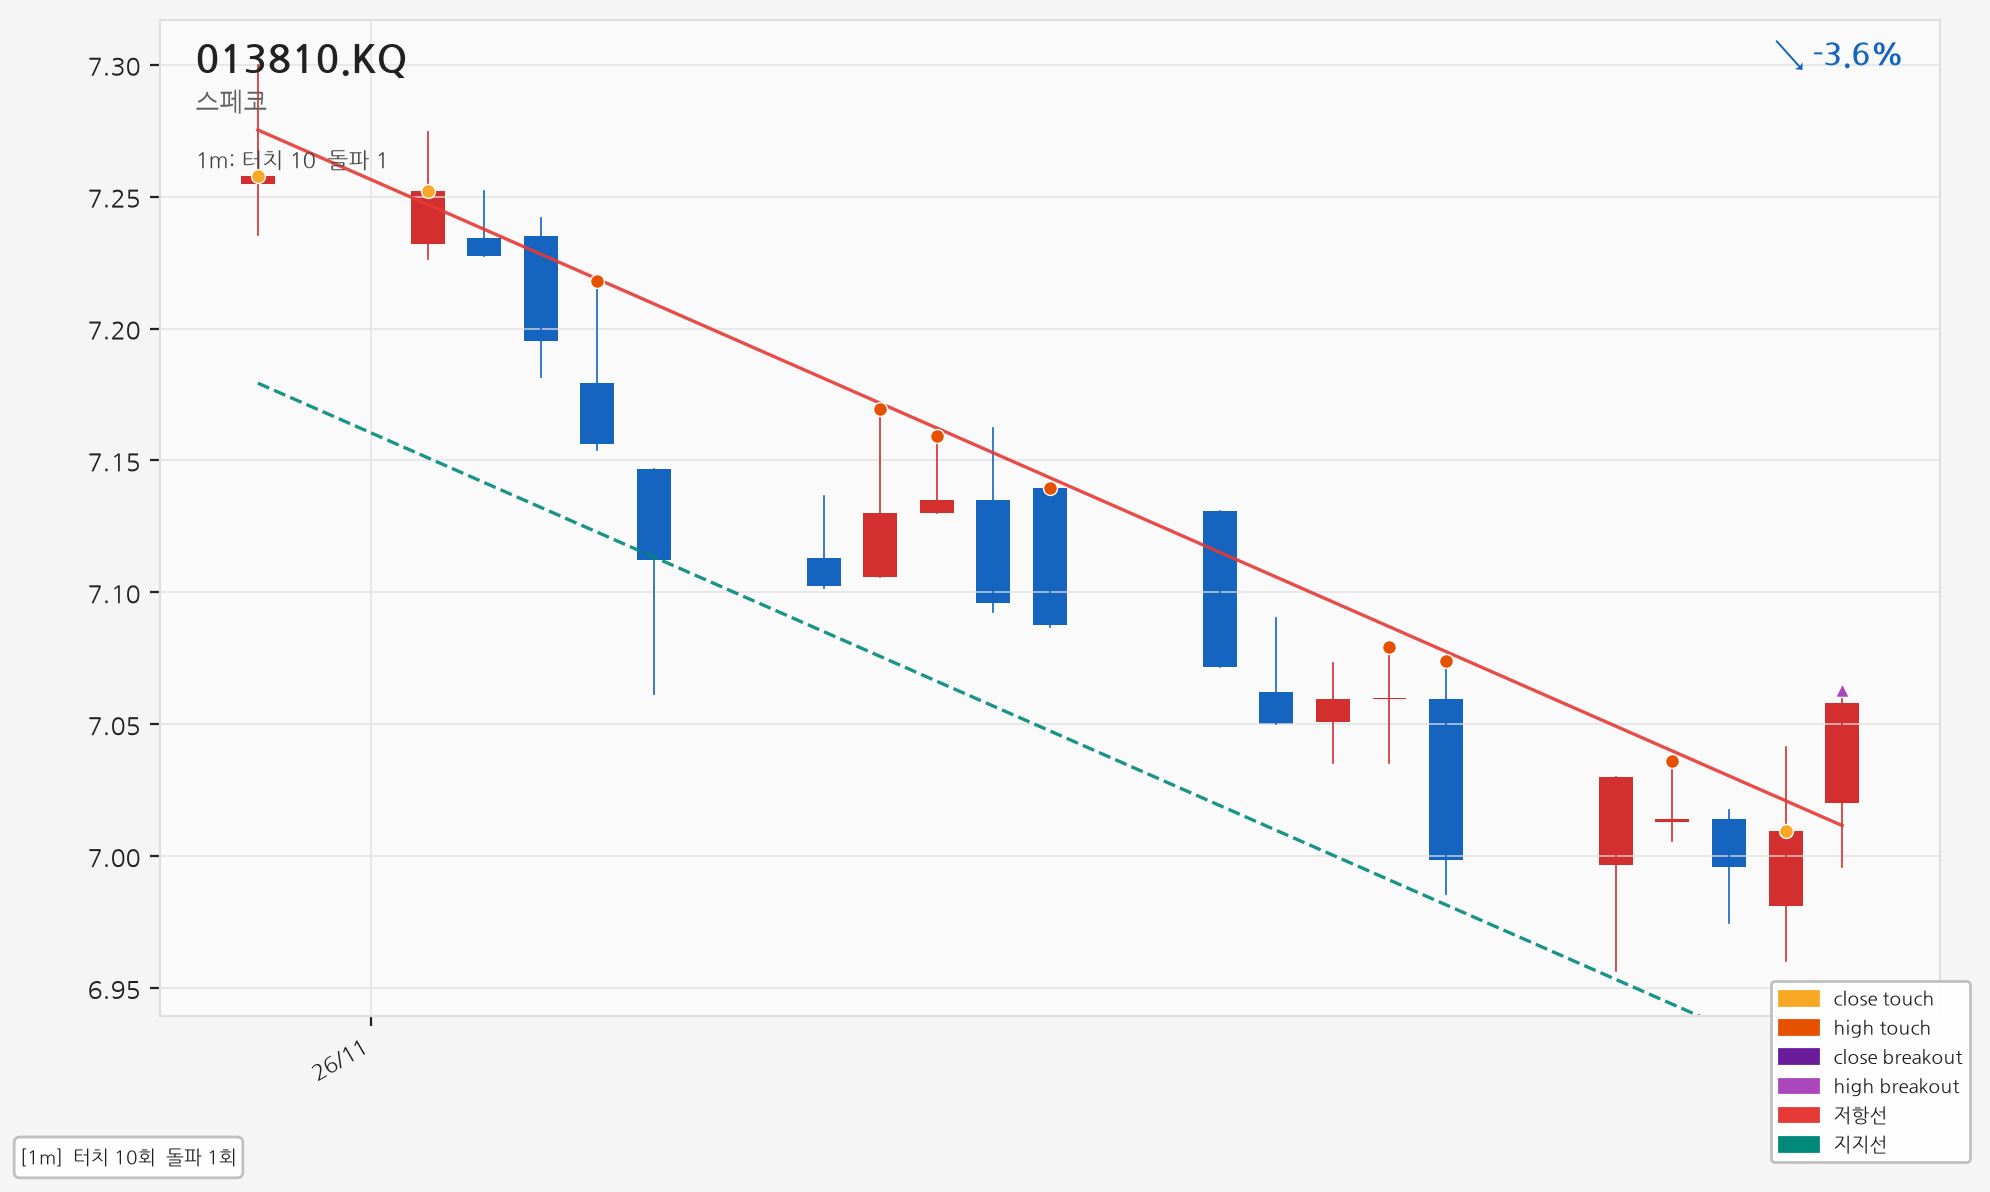 013810.KQ
스페코
1m: 터치 10 돌파 1
-3.6%
7.30
7.25
7.20
7.15
7.10
7.05
7.00
6.95
26/11
close touch
high touch
close breakout
high breakout
저항선
지지선
[1m] 터치 10회 돌파 1회